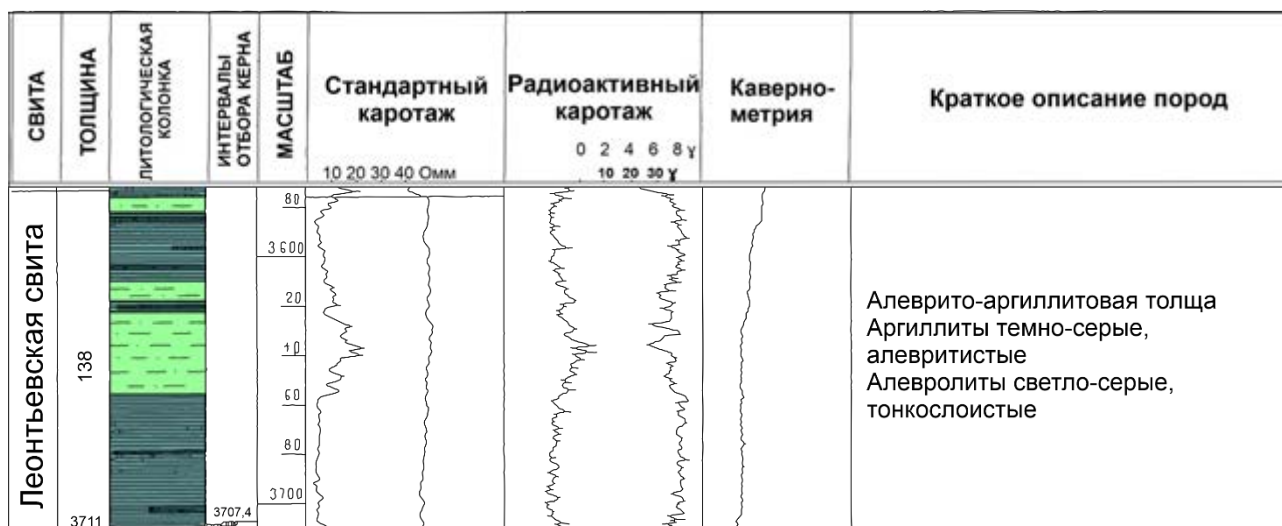 СВИТА
ТОЛЩИНА
ЛИТОЛОГИЧЕСКАЯ
КОЛОНКА
ИНТЕРВАЛЫ
ОТБОРА КЕРНА
МАСШТАБ
Стандартный
каротаж
10 20 30 40 Омм
Радиоактивный
каротаж
0 2 4 6 8 γ
10 20 30 γ
Каверно-
метрия
Краткое описание пород
Леонтьевская свита
138
3711
3707,4
80
3600
20
10
60
80
3700
Алеврито-аргиллитовая толща
Аргиллиты темно-серые,
алевритистые
Алевролиты светло-серые,
тонкослоистые